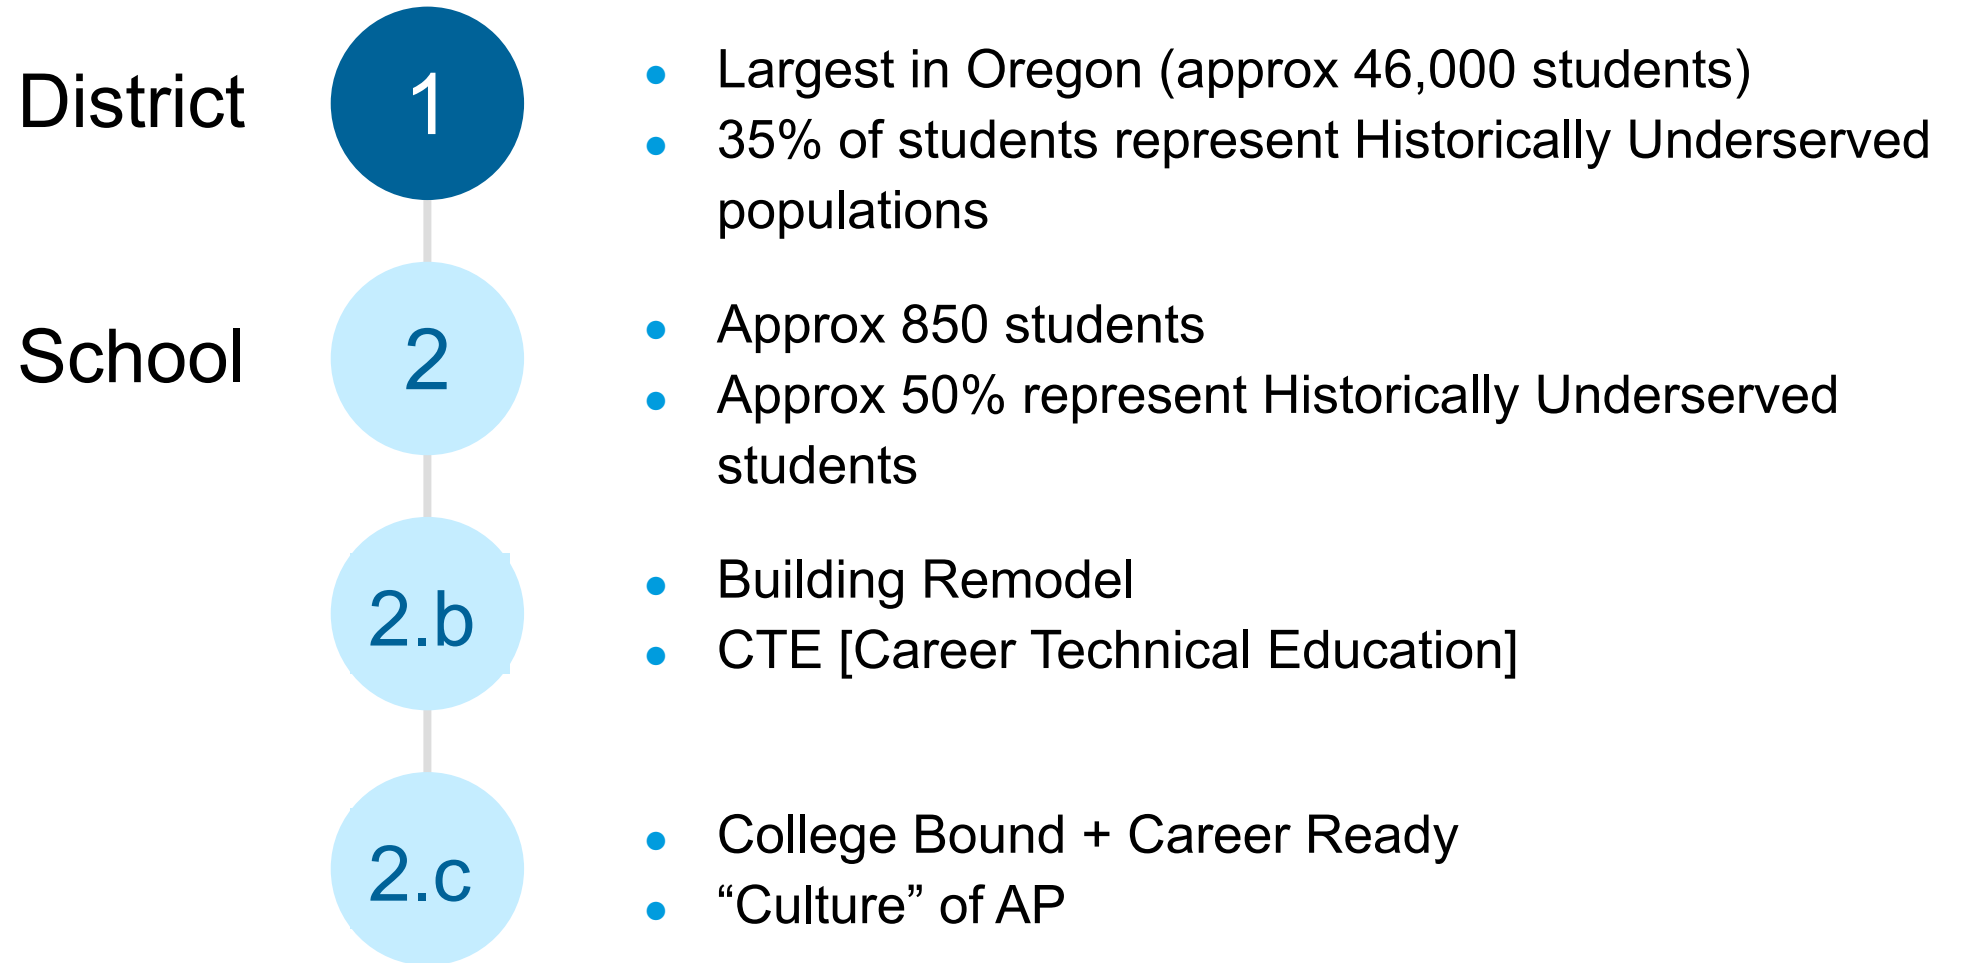 District
1
Largest in Oregon (approx 46,000 students)
35% of students represent Historically Underserved
populations
School
2
Approx 850 students
Approx 50% represent Historically Underserved
students
2.b
Building Remodel
CTE [Career Technical Education]
2.c
College Bound + Career Ready
“Culture” of AP